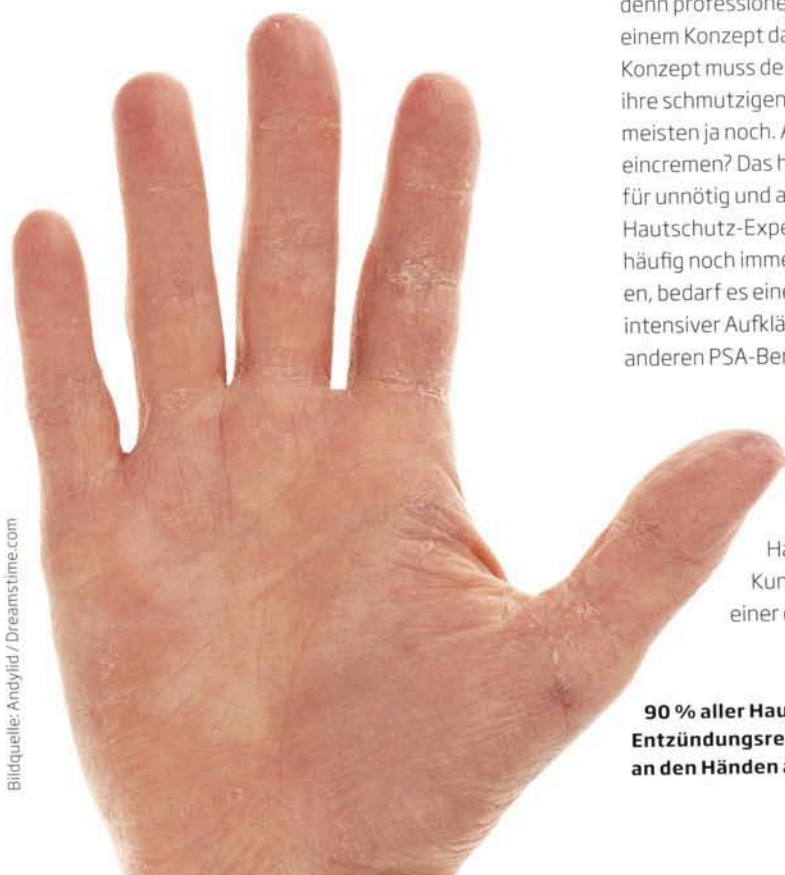 denn professione
einem Konzept da
Konzept muss de
ihre schmutzigen
meisten ja noch. A
eincremen? Das h
für unnötig und a
Hautschutz-Expe
häufig noch imme
en, bedarf es eine
intensiver Aufklä
anderen PSA-Ber
Ha
Kun
einer
90 % aller Hau
Entzündungsre
an den Händen a
Bildquelle: Andylid / Dreamstime.com